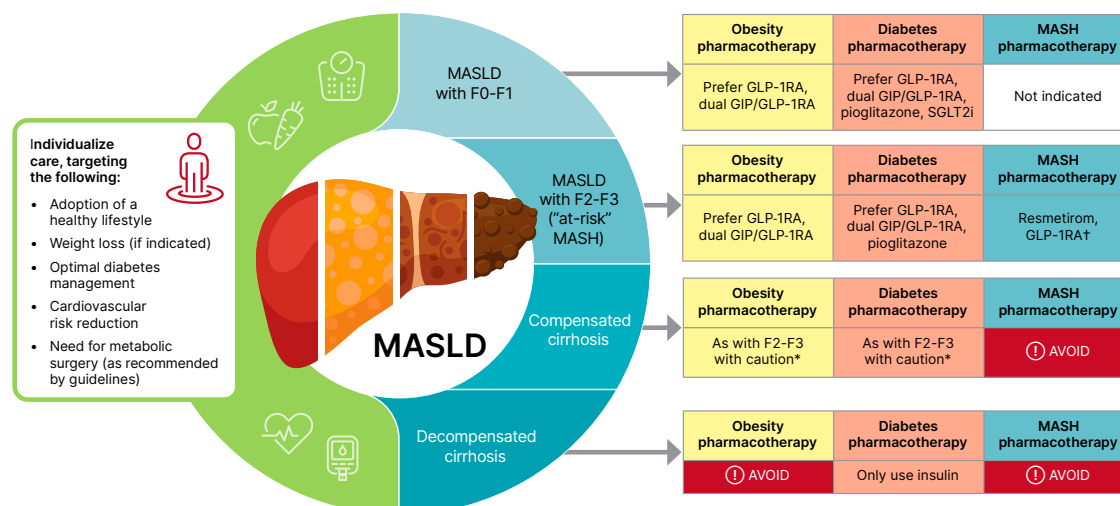 Individualize
care, targeting
the following:
• Adoption of a
healthy lifestyle
• Weight loss (if indicated)
• Optimal diabetes
management
• Cardiovascular
risk reduction
• Need for metabolic
surgery (as recommended
by guidelines)
MASLD
MASLD
with F0-F1
MASLD
with F2-F3
(“at-risk”
MASH)
Compensated
cirrhosis
Decompensated
cirrhosis
Obesity
pharmacotherapy
Diabetes
pharmacotherapy
MASH
pharmacotherapy
Prefer GLP-1RA,
dual GIP/GLP-1RA
Prefer GLP-1RA,
dual GIP/GLP-1RA,
pioglitazone, SGLT2i
Not indicated
Obesity
pharmacotherapy
Diabetes
pharmacotherapy
MASH
pharmacotherapy
Prefer GLP-1RA,
dual GIP/GLP-1RA
Prefer GLP-1RA,
dual GIP/GLP-1RA,
pioglitazone
Resmetirom,
GLP-1RA†
Obesity
pharmacotherapy
Diabetes
pharmacotherapy
MASH
pharmacotherapy
As with F2-F3
with caution*
As with F2-F3
with caution*
! AVOID
Obesity
pharmacotherapy
Diabetes
pharmacotherapy
MASH
pharmacotherapy
! AVOID
Only use insulin
! AVOID